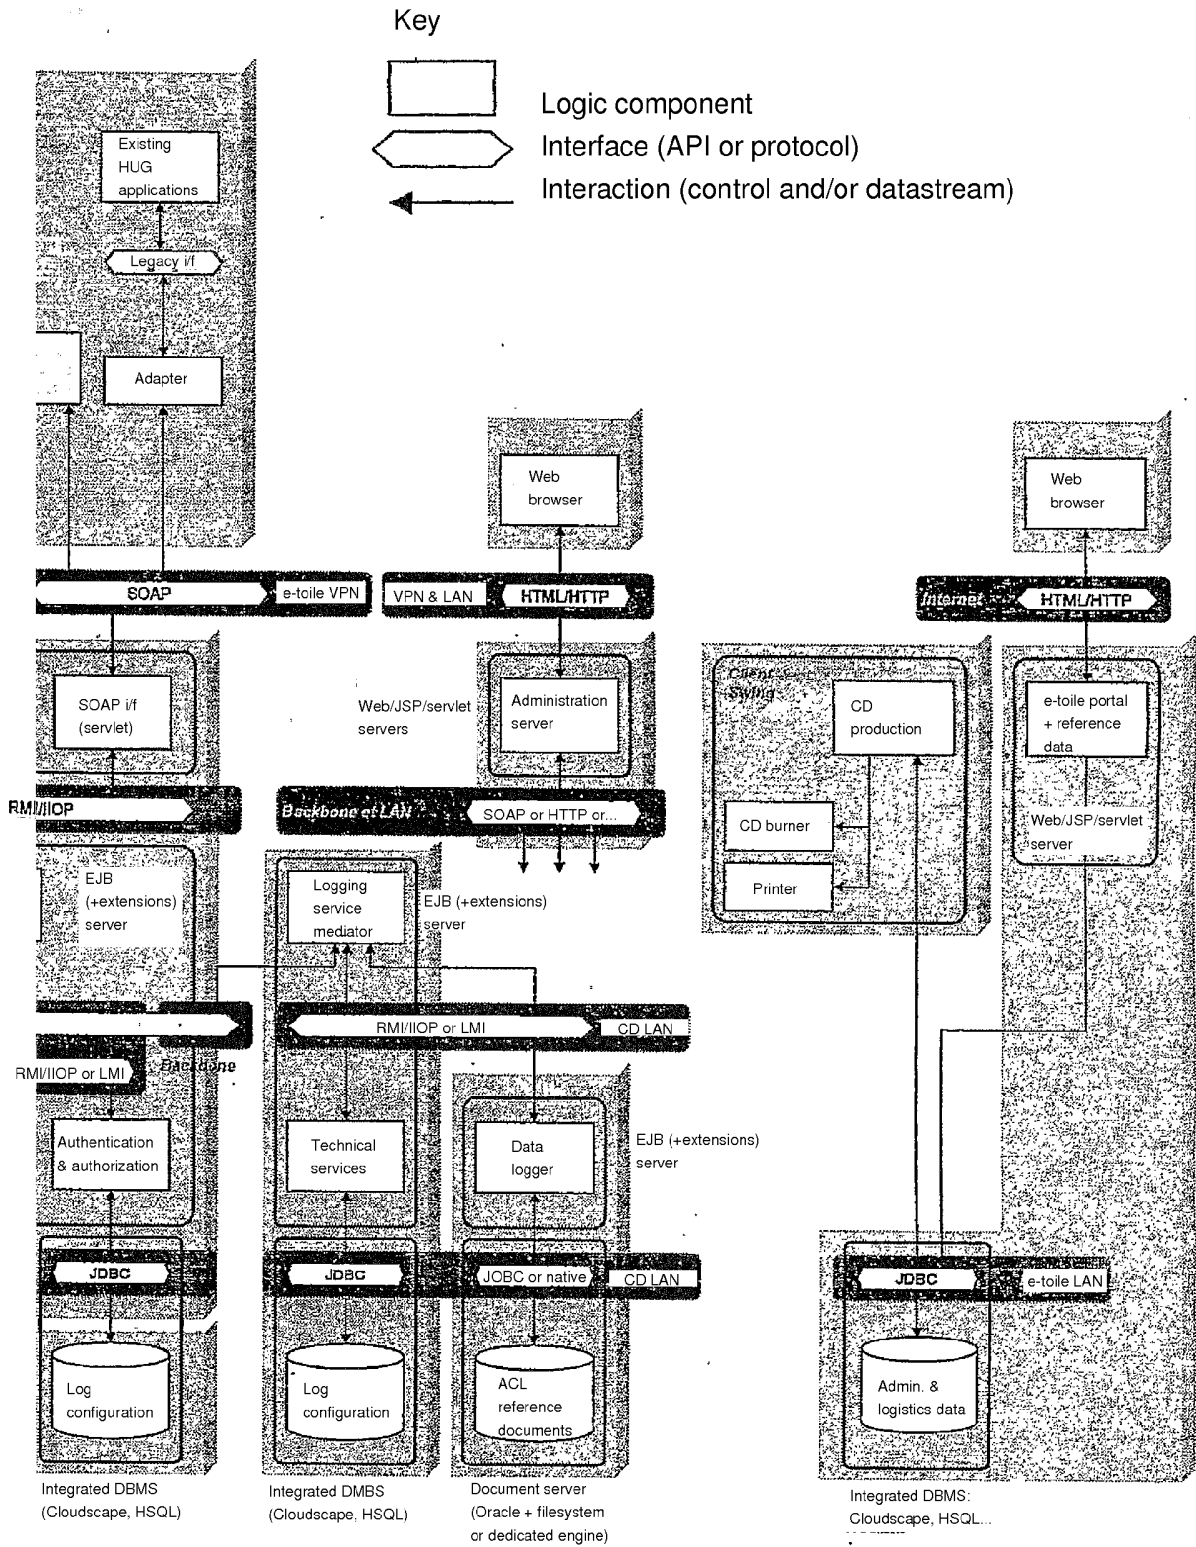 Key
Logic component
Interface (API or protocol)
Interaction (control and/or datastream)
Existing
HUG
applications
Legacy i/f
Adapter
Web
browser
Web
browser
SOAP
e-toile VPN
VPN & LAN
HTML/HTTP
Internet
HTML/HTTP
SOAP i/f
(servlet)
Web/JSP/servlet
servers
Administration
server
Client
Swing
CD
production
e-toile portal
+ reference
data
RMI/IIOP
Backbone et LAN
SOAP or HTTP or...
CD burner
Printer
Web/JSP/servlet
server
EJB
(+extensions)
server
Logging
service
mediator
EJB (+extensions)
server
RMI/IIOP or LMI
CD LAN
RMI/IIOP or LMI
Backbone
Authentication
& authorization
Technical
services
Data
logger
EJB (+extensions)
server
JDBC
JDBC
JOBC or native
CD LAN
JDBC
e-toile LAN
Log
configuration
Log
configuration
ACL
reference
documents
Admin. &
logistics data
Integrated DBMS
(Cloudscape, HSQL)
Integrated DMBS
(Cloudscape, HSQL)
Document server
(Oracle + filesystem
or dedicated engine)
Integrated DBMS:
Cloudscape, HSQL...